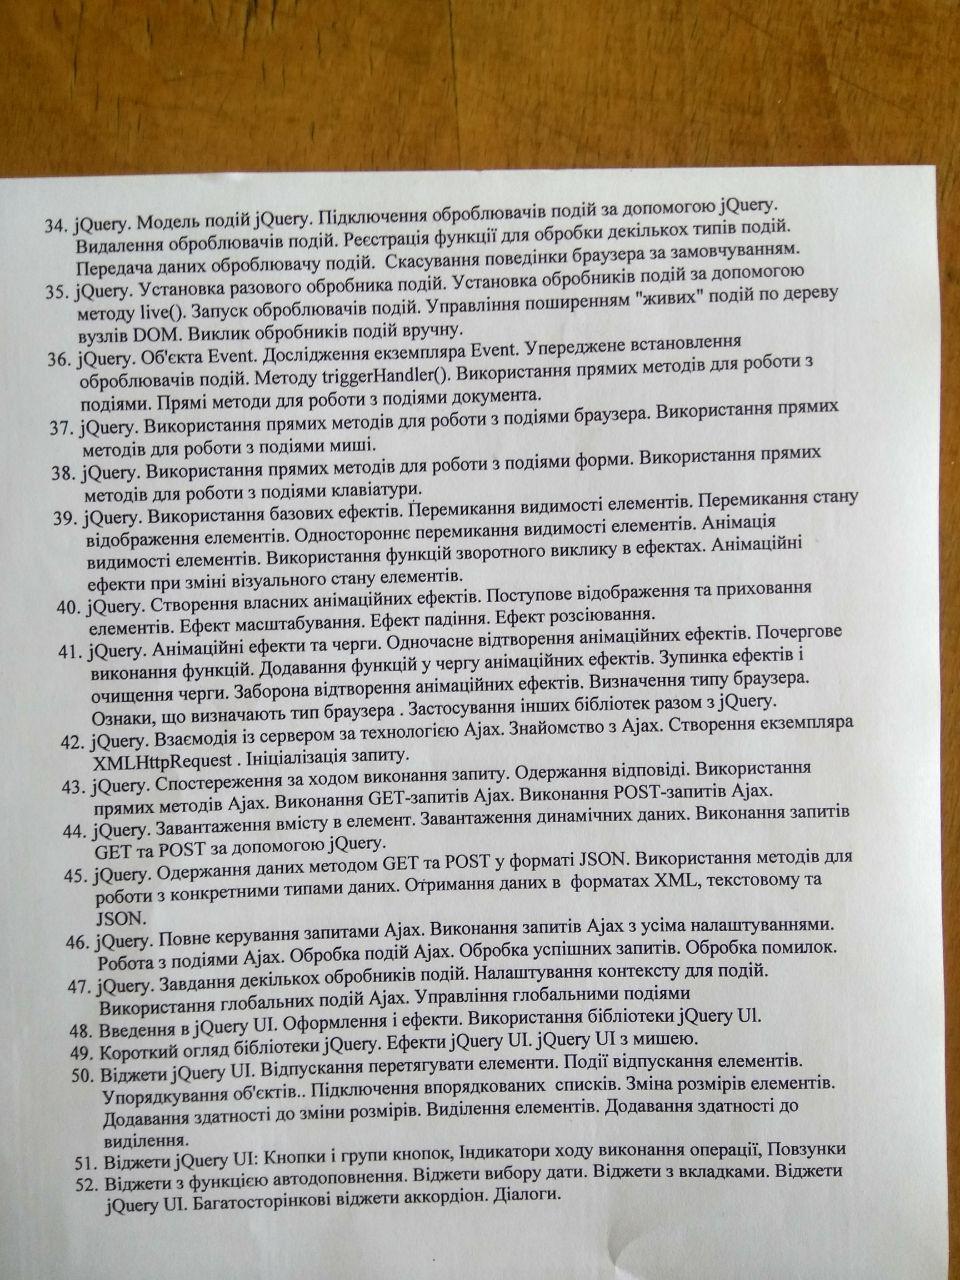 34. jQuery. Модель подій jQuery. Підключення оброблювачів подій за допомогою jQuery.
Видалення оброблювачів подій. Реєстрація функції для обробки декількох типів подій.
Передача даних оброблювачу подій. Скасування поведінки браузера за замовчуванням.
35. jQuery. Установка разового обробника подій. Установка обробників подій за допомогою
методу live(). Запуск оброблювачів подій. Управління поширенням "живих" подій по дереву
вузлів DOM. Виклик обробників подій вручну.
36. jQuery. Об'єкта Event. Дослідження екземпляра Event. Упереджене встановлення
оброблювачів подій. Методу triggerHandler(). Використання прямих методів для роботи з
подіями. Прямі методи для роботи з подіями документа.
37. jQuery. Використання прямих методів для роботи з подіями браузера. Використання прямих
методів для роботи з подіями миші.
38. jQuery. Використання прямих методів для роботи з подіями форми. Використання прямих
методів для роботи з подіями клавіатури.
39. jQuery. Використання базових ефектів. Перемикання видимості елементів. Перемикання стану
відображення елементів. Одностороннє перемикання видимості елементів. Анімація
видимості елементів. Використання функцій зворотного виклику в ефектах. Анімаційні
ефекти при зміні візуального стану елементів.
40. jQuery. Створення власних анімаційних ефектів. Поступове відображення та приховання
елементів. Ефект масштабування. Ефект падіння. Ефект розсіювання.
41. jQuery. Анімаційні ефекти та черги. Одночасне відтворення анімаційних ефектів. Почергове
виконання функцій. Додавання функцій у чергу анімаційних ефектів. Зупинка ефектів і
очищення черги. Заборона відтворення анімаційних ефектів. Визначення типу браузера.
Ознаки, що визначають тип браузера . Застосування інших бібліотек разом з jQuery.
42. jQuery. Взаємодія із сервером за технологією Ajax. Знайомство з Ajax. Створення екземпляра
XMLHttpRequest . Ініціалізація запиту.
43. jQuery. Спостереження за ходом виконання запиту. Одержання відповіді. Використання
прямих методів Ajax. Виконання GET-запитів Ajax. Виконання POST-запитів Ajax.
44. jQuery. Завантаження вмісту в елемент. Завантаження динамічних даних. Виконання запитів
GET та POST за допомогою jQuery.
45. jQuery. Одержання даних методом GET та POST у форматі JSON. Використання методів для
роботи з конкретними типами даних. Отримання даних в форматах XML, текстовому та
JSON.
46. jQuery. Повне керування запитами Ajax. Виконання запитів Ajax з усіма налаштуваннями.
Робота з подіями Ajax. Обробка подій Ajax. Обробка успішних запитів. Обробка помилок.
47. jQuery. Завдання декількох обробників подій. Налаштування контексту для подій.
Використання глобальних подій Ajax. Управління глобальними подіями
48. Введення в jQuery UI. Оформлення і ефекти. Використання бібліотеки jQuery Ul.
49. Короткий огляд бібліотеки jQuery. Ефекти jQuery UI. jQuery UI з мишею.
50. Віджети jQuery UI. Відпускання перетягувати елементи. Події відпускання елементів.
Упорядкування об'єктів.. Підключення впорядкованих списків. Зміна розмірів елементів.
Додавання здатності до зміни розмірів. Виділення елементів. Додавання здатності до
виділення.
51. Віджети jQuery UI: Кнопки і групи кнопок, Індикатори ходу виконання операції, Повзунки
52. Віджети з функцією автодоповнення. Віджети вибору дати. Віджети з вкладками. Віджети
jQuery UI. Багатосторінкові віджети аккордіон. Діалоги.